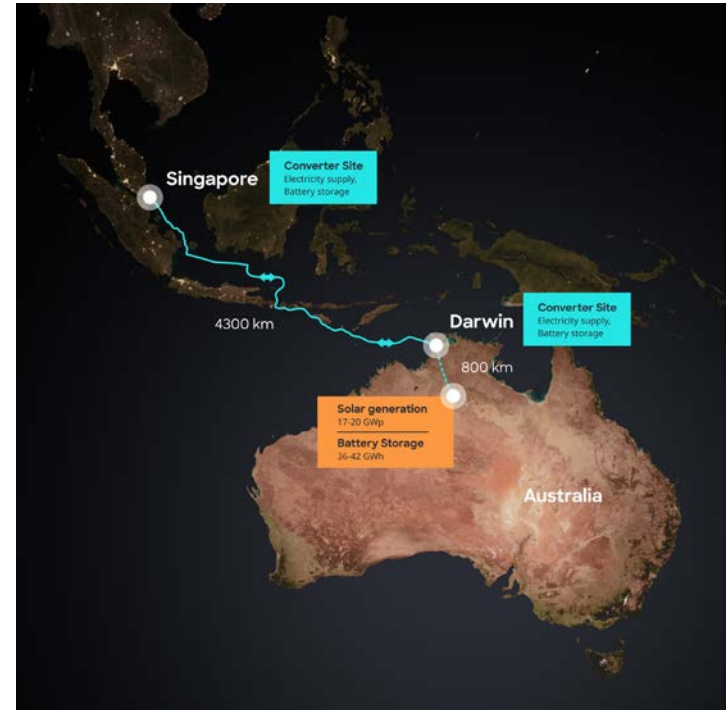 Singapore
Converter Site
Electricity supply,
Battery storage
4300 km
Darwin
Converter Site
Electricity supply,
Battery storage
800 km
Solar generation
17-20 GWp
Battery Storage
36-42 GWh
Australia